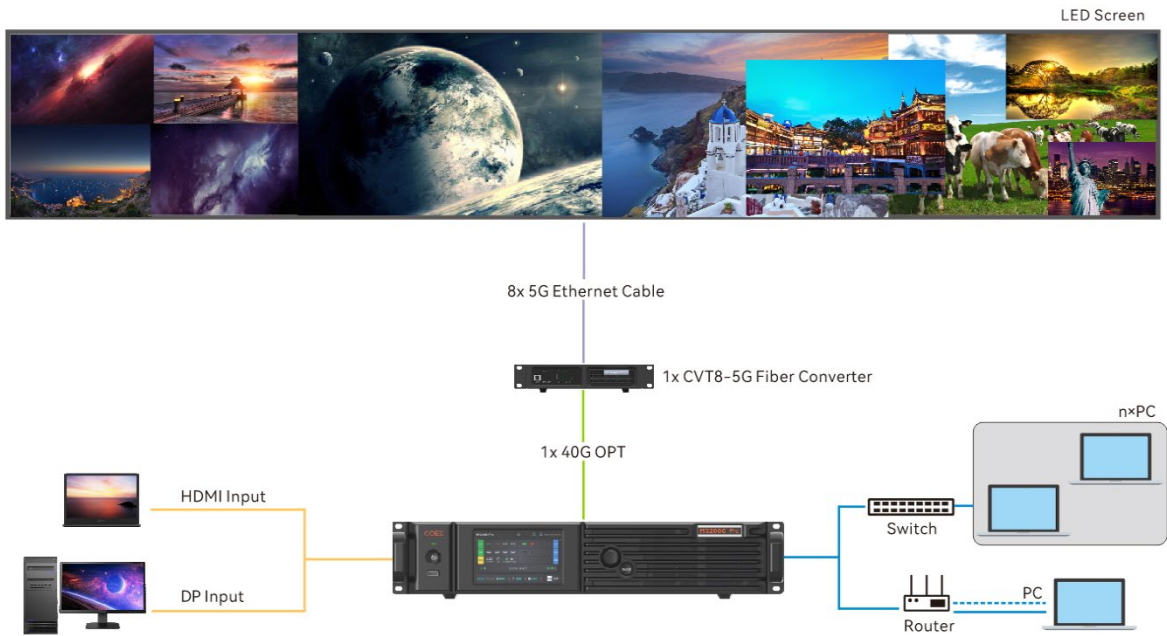 LED Screen
8x 5G Ethernet Cable
1x CVT8-5G Fiber Converter
n×PC
1x 40G OPT
HDMI Input
Switch
DP Input
PC
Router